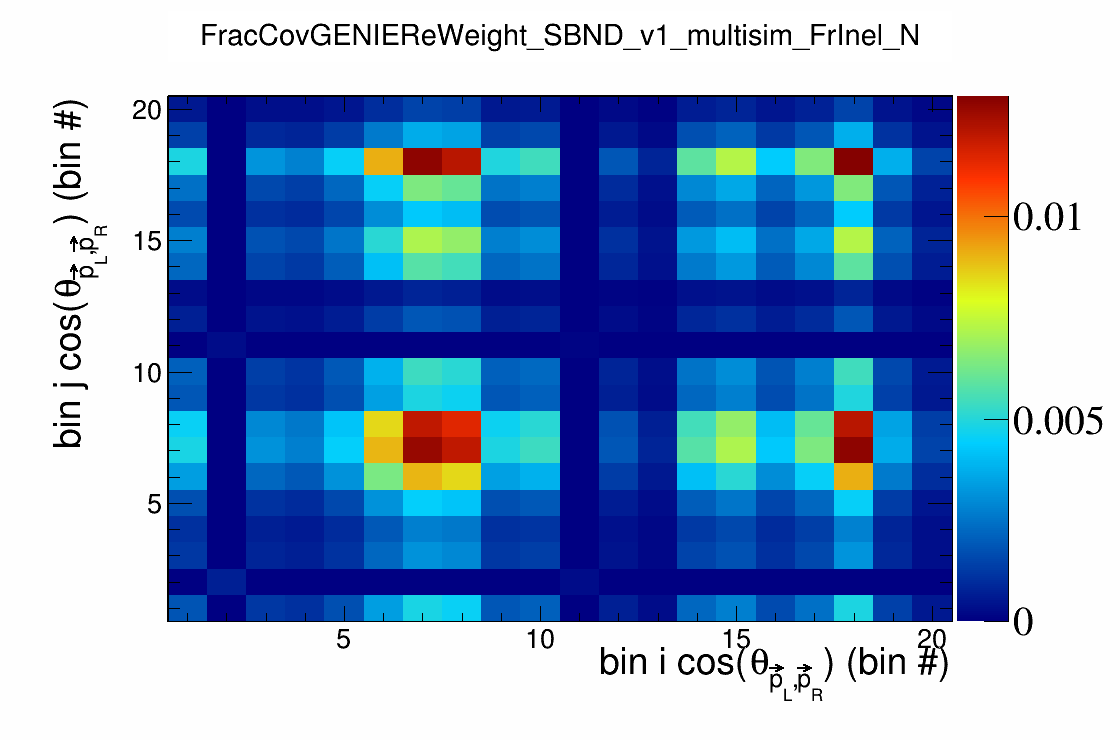 FracCovGENIEReWeight_SBND_v1_multisim_FrInel_N
bin j cos(θp⃗L,p⃗R) (bin #)
20
15
10
5
0.01
0.005
0
5 10 15 20
bin i cos(θp⃗L,p⃗R) (bin #)